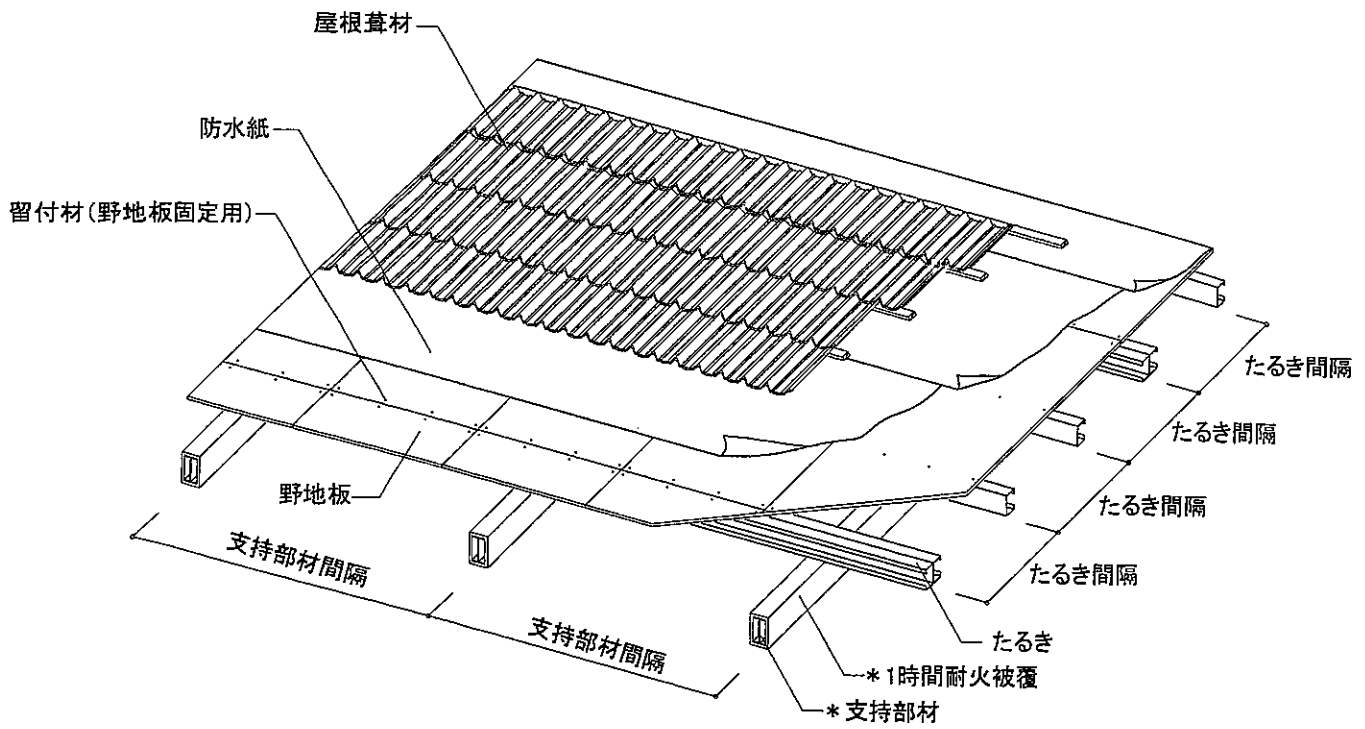 屋根葺材
防水紙
留付材(野地板固定用)
野地板
支持部材間隔
支持部材間隔
たるき間隔
たるき間隔
たるき間隔
たるき間隔
たるき
*1時間耐火被覆
*支持部材